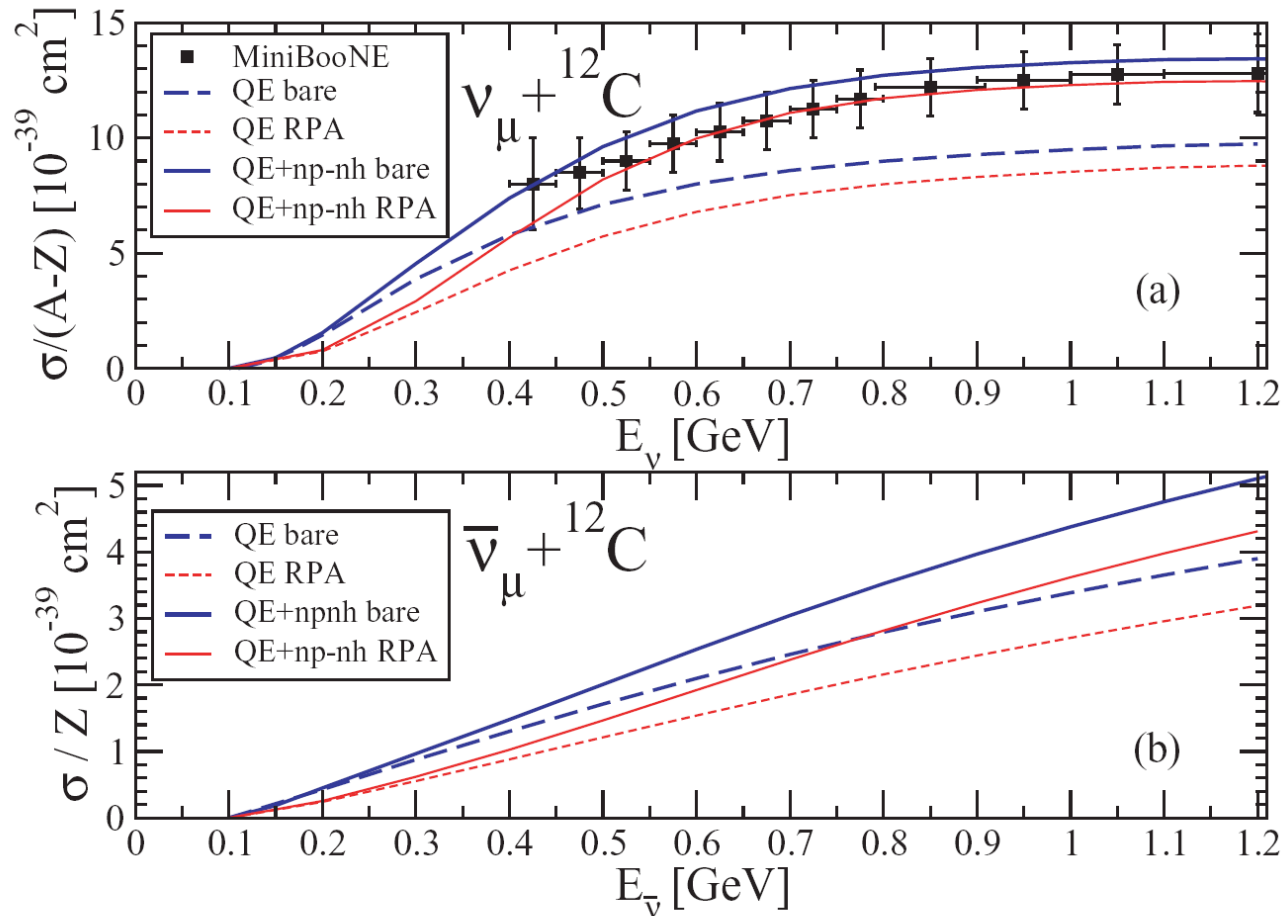 15
10
5
0
σ/(A-Z) [10⁻³⁹ cm²]
MiniBooNE
QE bare
QE RPA
QE+np-nh bare
QE+np-nh RPA
ν_μ + ¹²C
(a)
0 0.1 0.2 0.3 0.4 0.5 0.6 0.7 0.8 0.9 1 1.1 1.2
E_ν [GeV]
5
4
3
2
1
0
σ / Z [10⁻³⁹ cm²]
QE bare
QE RPA
QE+npnh bare
QE+np-nh RPA
ν̄_μ + ¹²C
(b)
0 0.1 0.2 0.3 0.4 0.5 0.6 0.7 0.8 0.9 1 1.1 1.2
E_ν̄ [GeV]